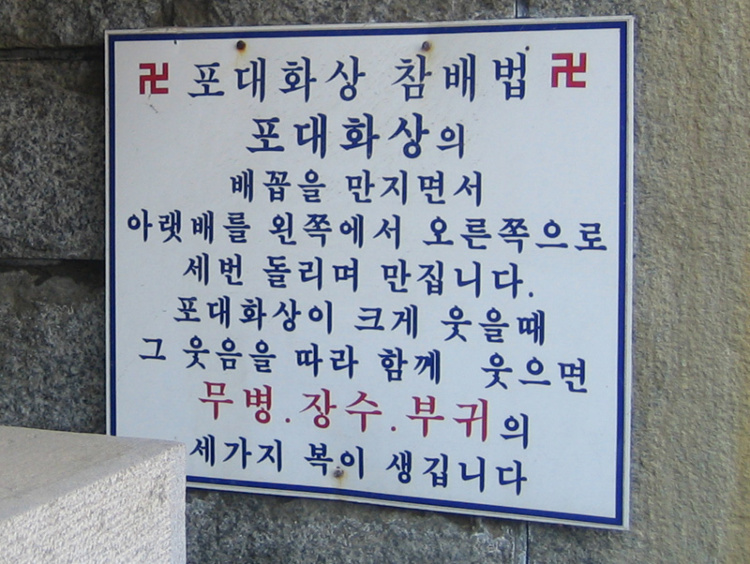 卍 포대화상 참배법 卍
포대화상의
배꼽을 만지면서
아랫배를 왼쪽에서 오른쪽으로
세번 돌리며 만집니다.
포대화상이 크게 웃을때
그 웃음을 따라 함께 웃으면
무병.장수.부귀의
세가지 복이 생깁니다